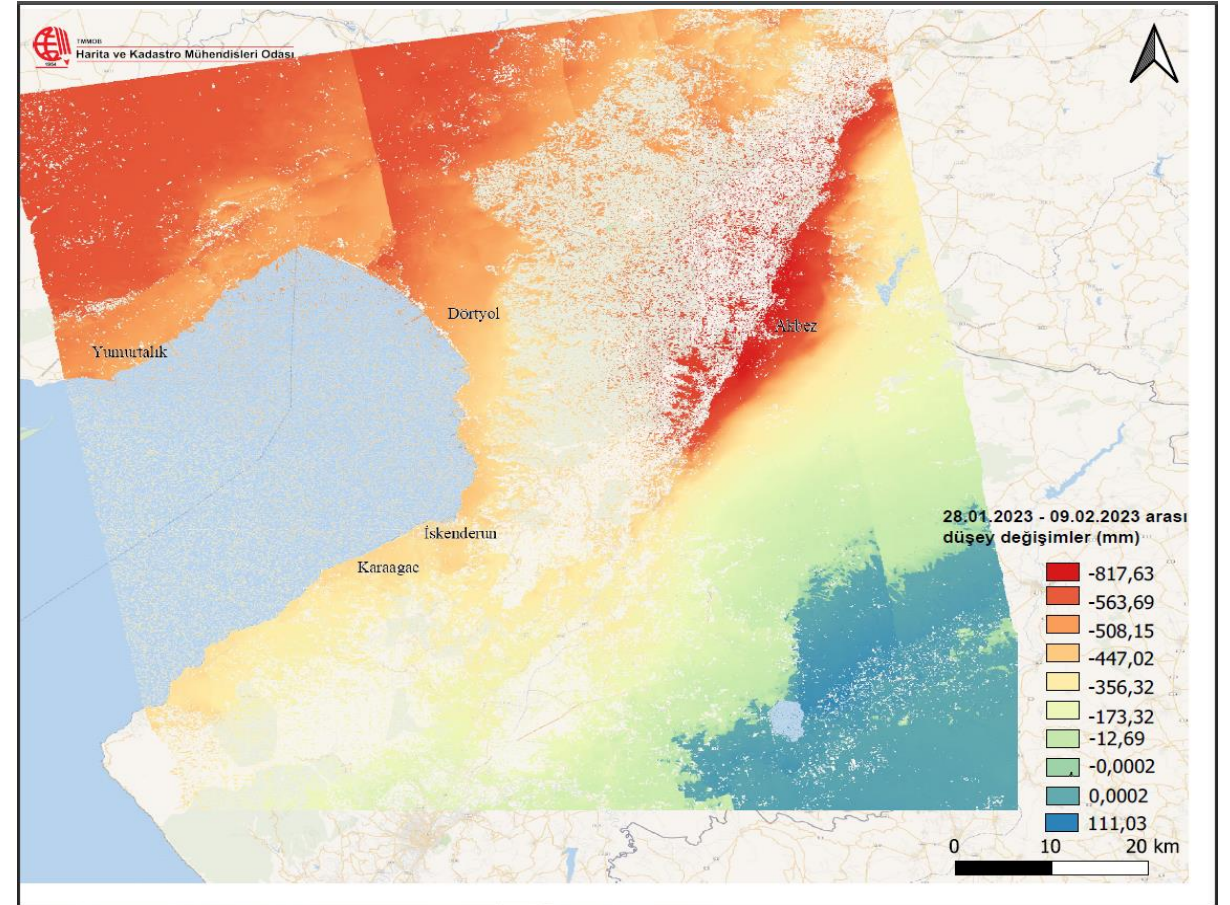 TMMOB
Harita ve Kadastro Mühendisleri Odası
1954
Dörtyol
Akbez
Yumurtalık
İskenderun
Karaagac
28.01.2023 - 09.02.2023 arası
düşey değişimler (mm)
-817,63
-563,69
-508,15
-447,02
-356,32
-173,32
-12,69
-0,0002
0,0002
111,03
0 10 20 km